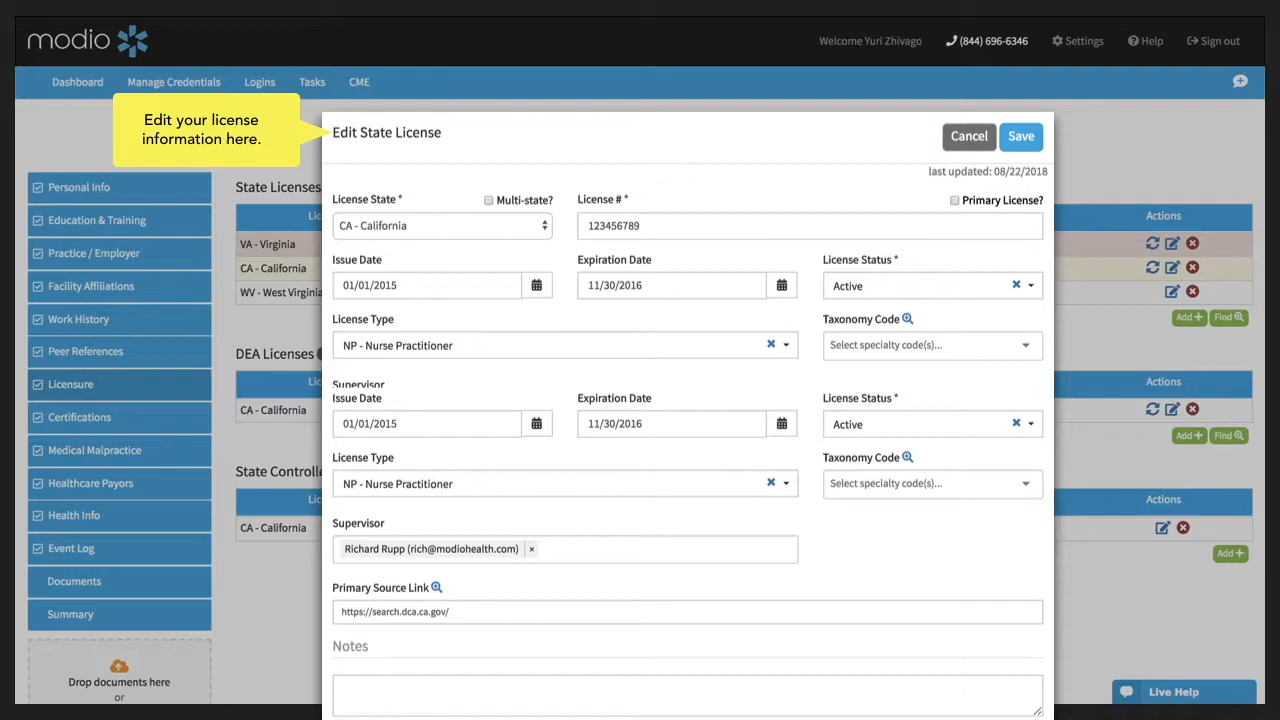 modio
Welcome Yuri Zhivago
(844) 696-6346
Settings
Help
Sign out
Dashboard
Manage Credentials
Logins
Tasks
CME
Edit your license
information here.
Edit State License
Cancel
Save
last updated: 08/22/2018
Personal Info
Education & Training
Practice / Employer
Facility Affiliations
Work History
Peer References
Licensure
Certifications
Medical Malpractice
Healthcare Payors
Health Info
Event Log
Documents
Summary
Drop documents here
or
State Licenses
Actions
VA - Virginia
CA - California
WV - West Virginia
Add
Find
DEA Licenses
Actions
CA - California
Add
Find
State Controlle
Actions
CA - California
Add
License State *
Multi-state?
License # *
Primary License?
CA - California
123456789
Issue Date
Expiration Date
License Status *
01/01/2015
11/30/2016
Active
License Type
Taxonomy Code
NP - Nurse Practitioner
Select specialty code(s)...
Supervisor
Issue Date
Expiration Date
License Status *
01/01/2015
11/30/2016
Active
License Type
Taxonomy Code
NP - Nurse Practitioner
Select specialty code(s)...
Supervisor
Richard Rupp (rich@modiohealth.com) ×
Primary Source Link
https://search.dca.ca.gov/
Notes
Live Help